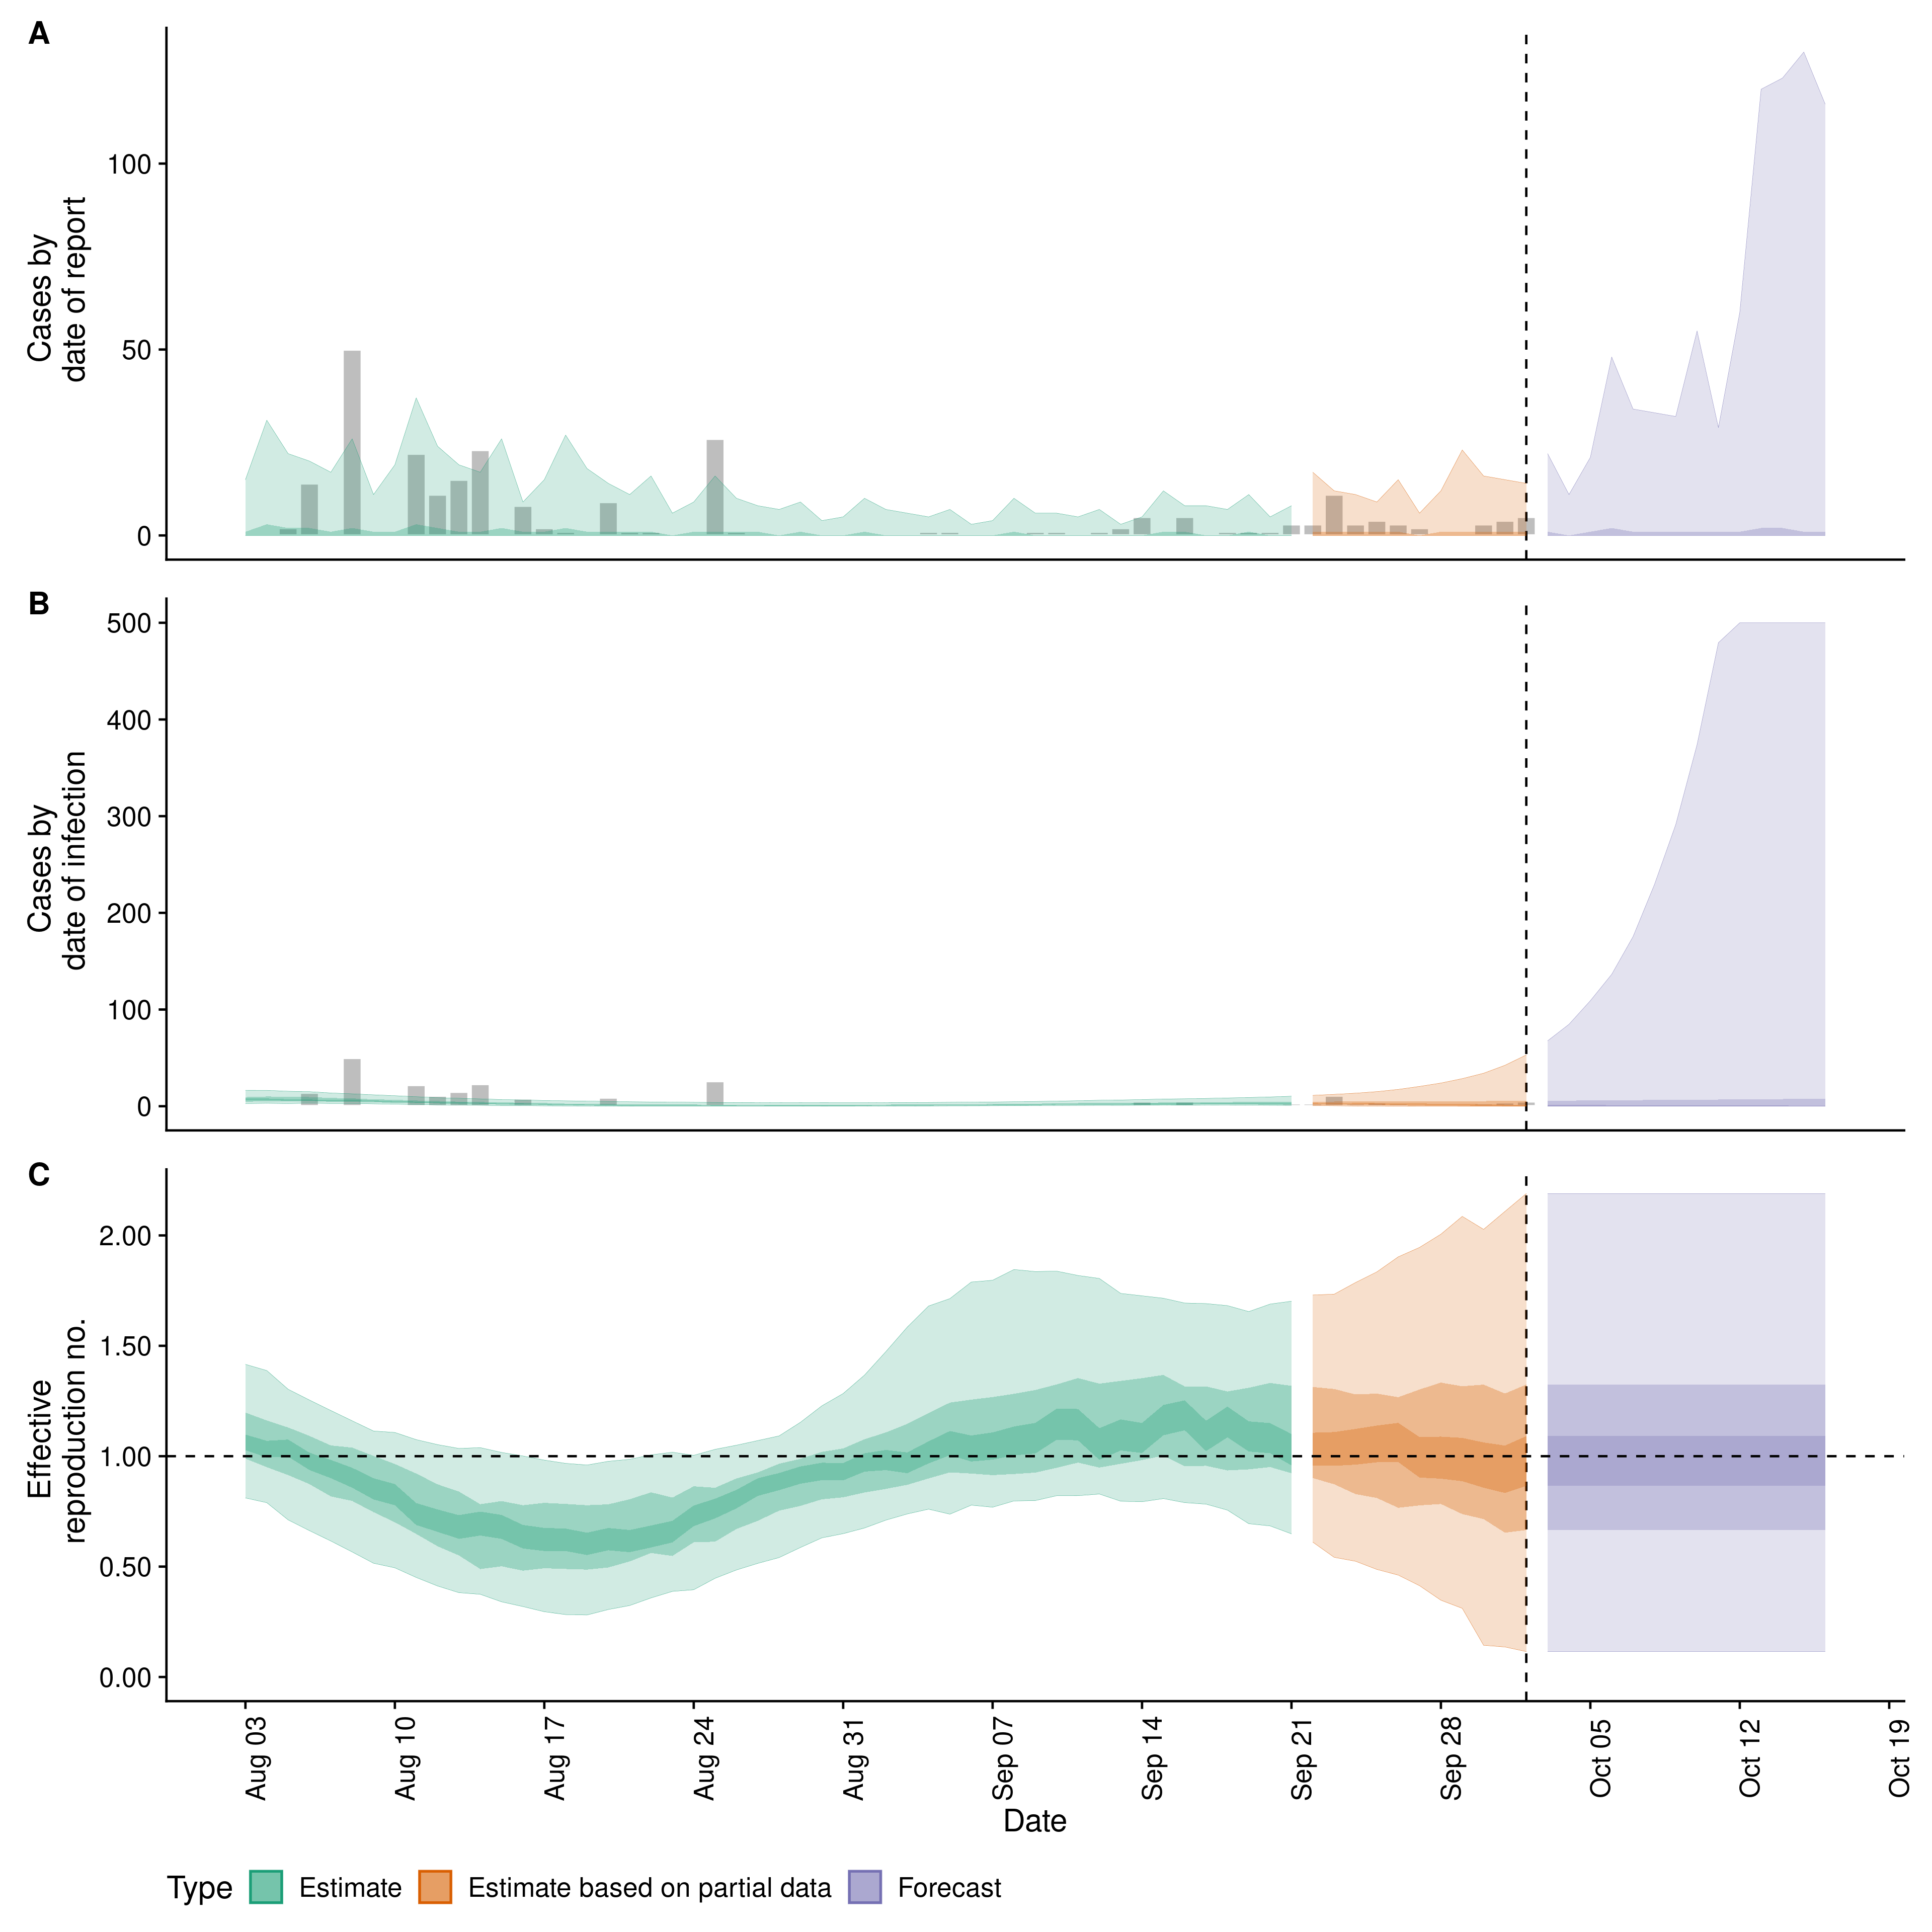 A
Cases by
date of report
100
50
0
B
Cases by
date of infection
500
400
300
200
100
0
C
Effective
reproduction no.
2.00
1.50
1.00
0.50
0.00
Aug 03
Aug 10
Aug 17
Aug 24
Aug 31
Sep 07
Sep 14
Sep 21
Sep 28
Oct 05
Oct 12
Oct 19
Date
Type Estimate Estimate based on partial data Forecast